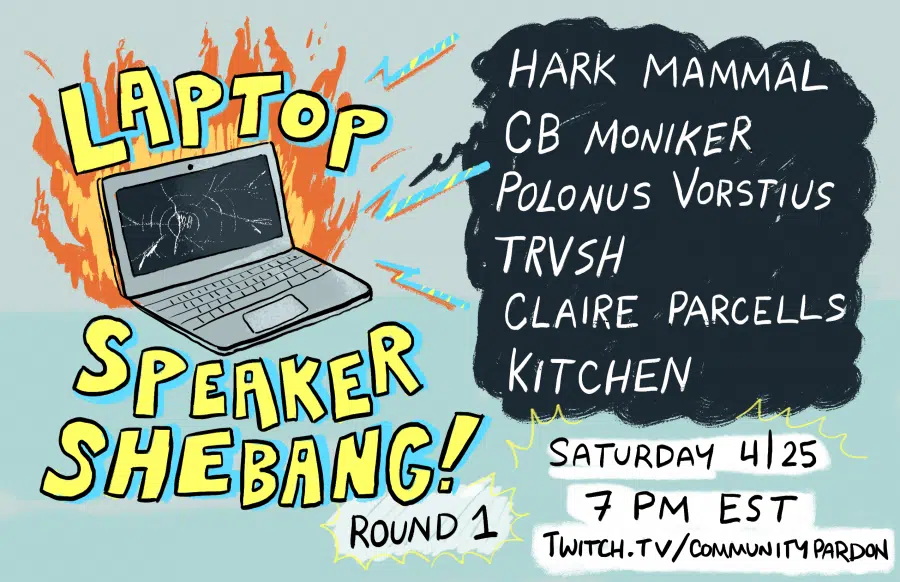 LAPTOP
SPEAKER
SHEBANG!
ROUND 1
HARK MAMMAL
CB MONIKER
POLONUS VORSTIUS
TRVSH
CLAIRE PARCELLS
KITCHEN
SATURDAY 4/25
7 PM EST
TWITCH.TV/COMMUNITYPARDON